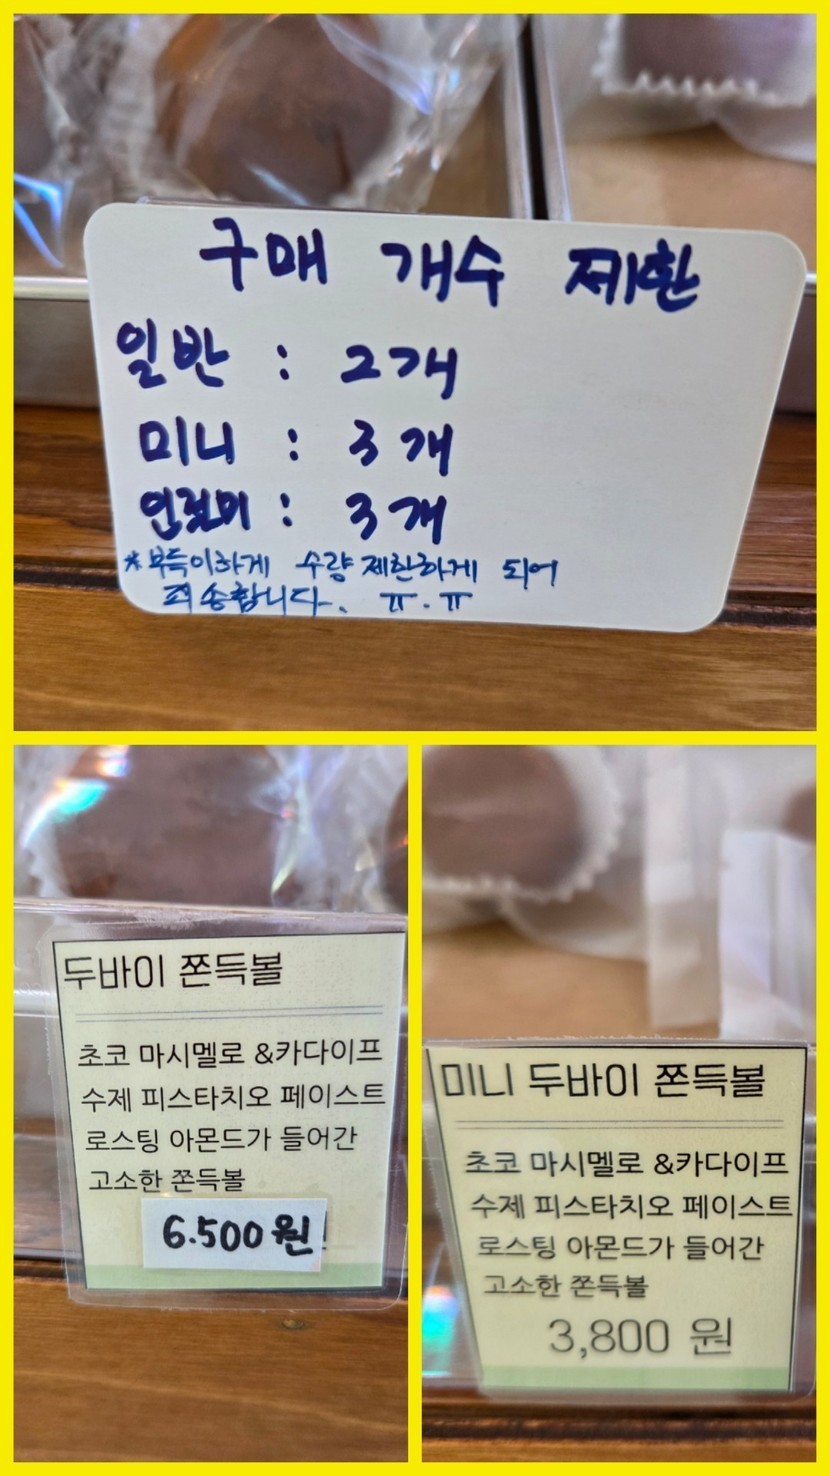 구매 개수 제한
일반 : 2개
미니 : 3개
인절미 : 3개
* 부득이하게 수량 제한하게 되어
죄송합니다. ㅠ.ㅠ
두바이 쫀득볼
초코 마시멜로 &카다이프
수제 피스타치오 페이스트
로스팅 아몬드가 들어간
고소한 쫀득볼
6.500원
미니 두바이 쫀득볼
초코 마시멜로 &카다이프
수제 피스타치오 페이스트
로스팅 아몬드가 들어간
고소한 쫀득볼
3,800 원